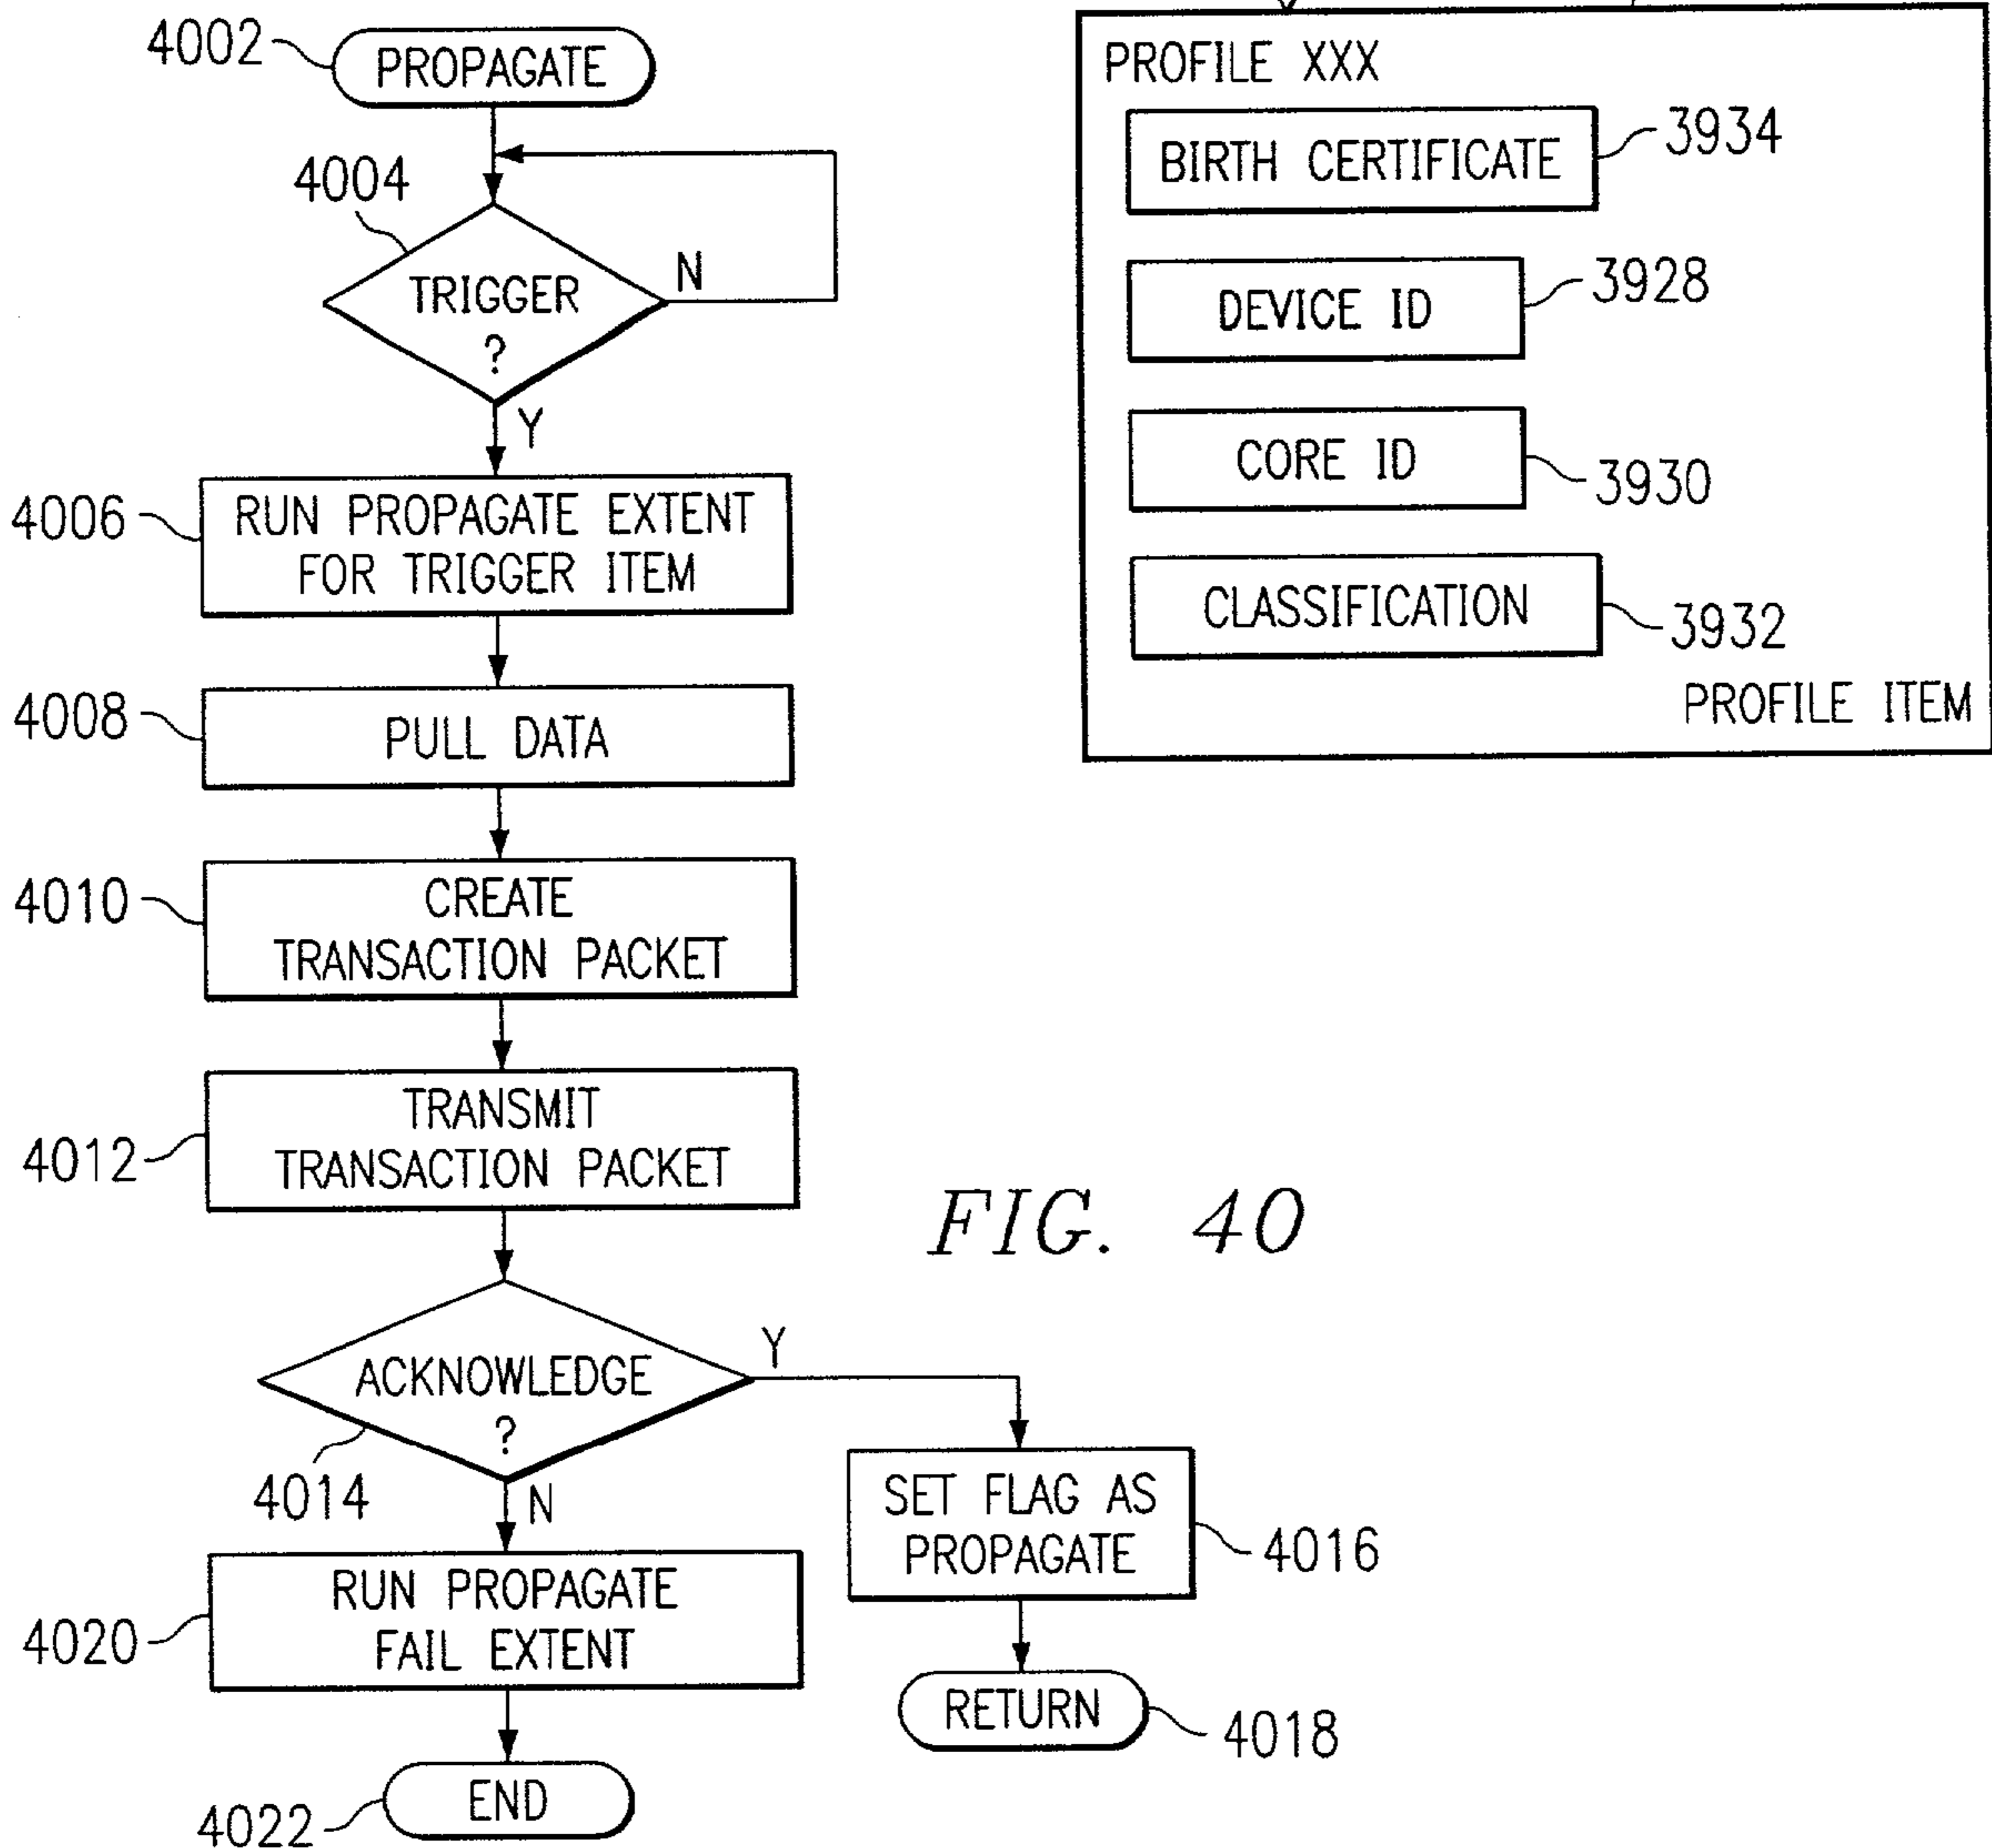 4002
PROPAGATE
4004
TRIGGER
?
N
Y
4006
RUN PROPAGATE EXTENT
FOR TRIGGER ITEM
4008
PULL DATA
4010
CREATE
TRANSACTION PACKET
4012
TRANSMIT
TRANSACTION PACKET
ACKNOWLEDGE
?
Y
4014
N
SET FLAG AS
PROPAGATE
4016
4020
RUN PROPAGATE
FAIL EXTENT
RETURN
4018
END
4022
PROFILE XXX
BIRTH CERTIFICATE
3934
DEVICE ID
3928
CORE ID
3930
CLASSIFICATION
3932
PROFILE ITEM
FIG. 40